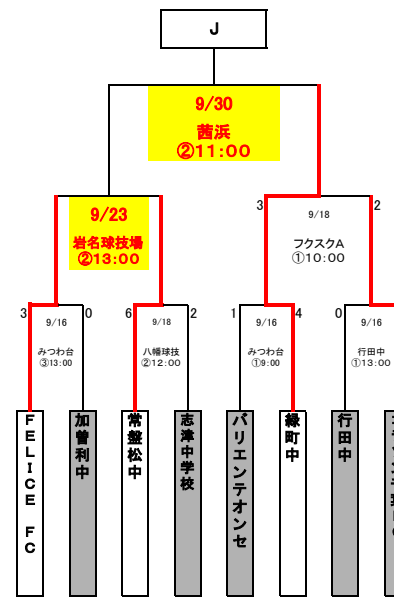 J
9/30
茜浜
②11:00
9/23
岩名球技場
②13:00
3
9/18
2
フクスクA
①10:00
3
9/16
0
みつわ台
③13:00
6
9/18
2
八幡球技
②12:00
1
9/16
4
みつわ台
①9:00
0
9/16
行田中
①13:00
FELICE FC
加曽利中
常盤松中
志津中学校
バリエンテオンセ
緑町中
行田中